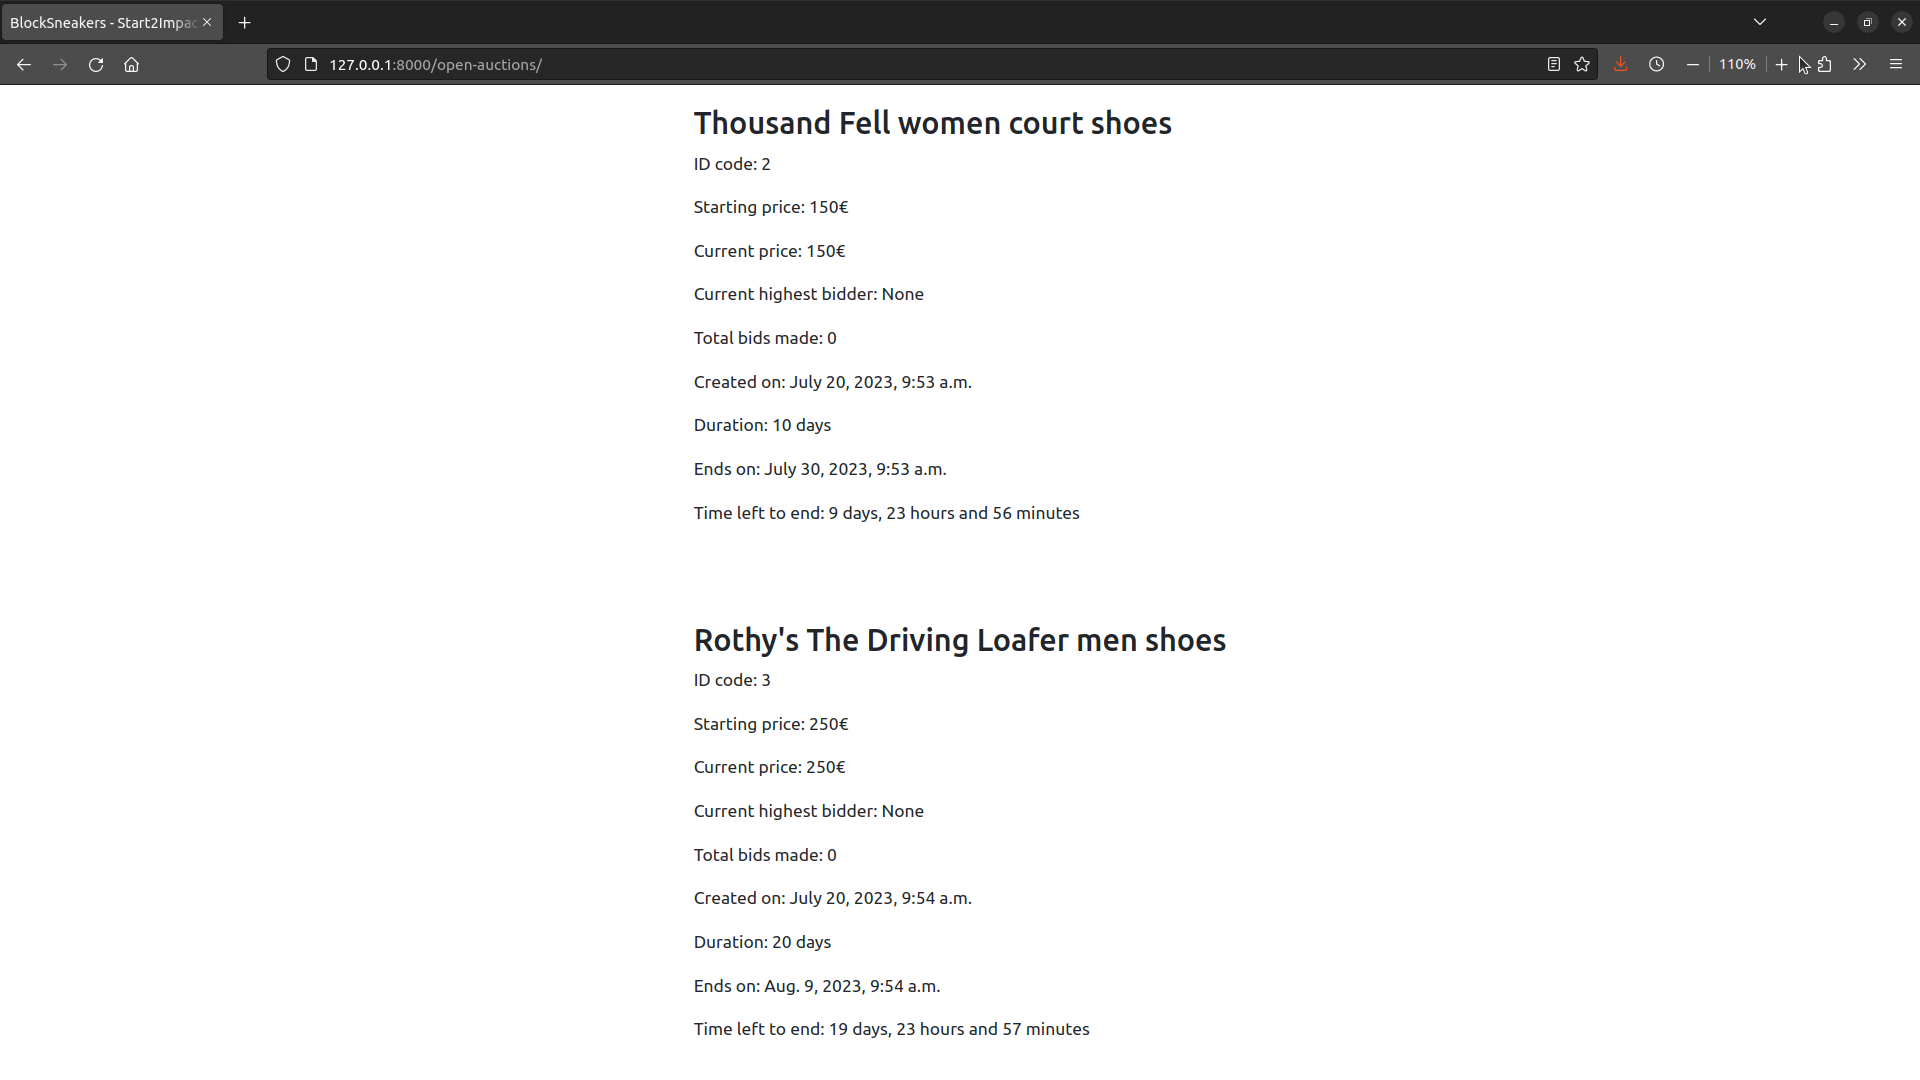 BlockSneakers - Start2Impac
127.0.0.1:8000/open-auctions/
110%
Thousand Fell women court shoes
ID code: 2
Starting price: 150€
Current price: 150€
Current highest bidder: None
Total bids made: 0
Created on: July 20, 2023, 9:53 a.m.
Duration: 10 days
Ends on: July 30, 2023, 9:53 a.m.
Time left to end: 9 days, 23 hours and 56 minutes
Rothy's The Driving Loafer men shoes
ID code: 3
Starting price: 250€
Current price: 250€
Current highest bidder: None
Total bids made: 0
Created on: July 20, 2023, 9:54 a.m.
Duration: 20 days
Ends on: Aug. 9, 2023, 9:54 a.m.
Time left to end: 19 days, 23 hours and 57 minutes